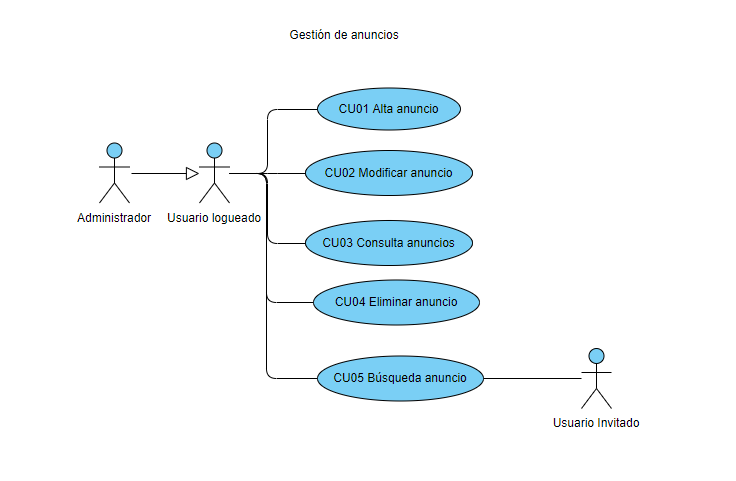 Gestión de anuncios
CU01 Alta anuncio
CU02 Modificar anuncio
Administrador
Usuario logueado
CU03 Consulta anuncios
CU04 Eliminar anuncio
CU05 Búsqueda anuncio
Usuario Invitado